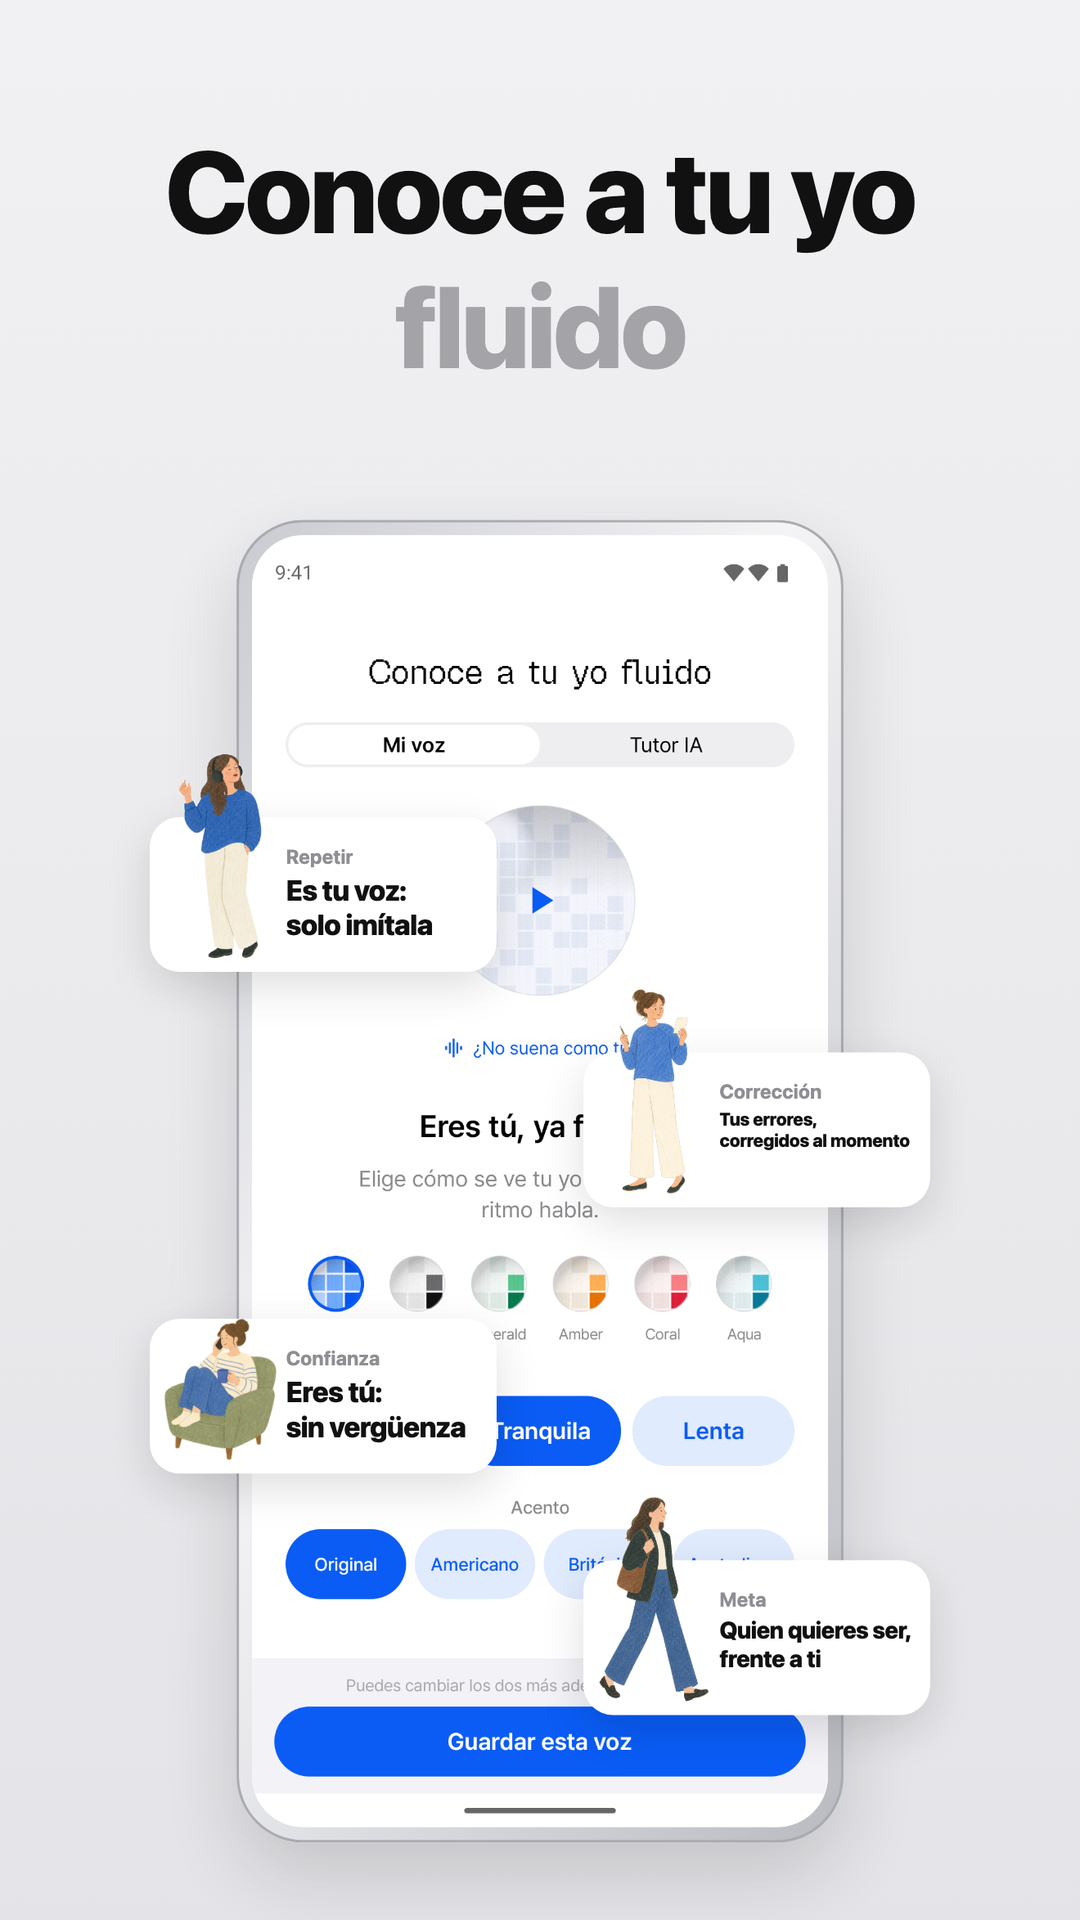 Conoce a tu yo
fluido
9:41
Conoce a tu yo fluido
Mi voz
Tutor IA
Repetir
Es tu voz:
solo imítala
¿No suena como
Corrección
Tus errores,
corregidos al momento
Eres tú, ya
Elige cómo se ve tu yo
ritmo habla.
Amber
Coral
Aqua
Confianza
Eres tú:
sin vergüenza
Tranquila
Lenta
Acento
Original
Americano
Meta
Quien quieres ser,
frente a ti
Puedes cambiar los dos más
Guardar esta voz